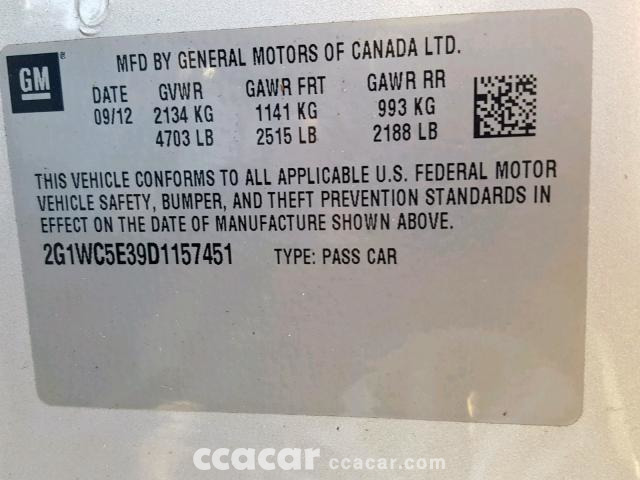 GM
MFD BY GENERAL MOTORS OF CANADA LTD.
DATE GVWR GAWR FRT GAWR RR
09/12 2134 KG 1141 KG 993 KG
4703 LB 2515 LB 2188 LB
THIS VEHICLE CONFORMS TO ALL APPLICABLE U.S. FEDERAL MOTOR
VEHICLE SAFETY, BUMPER, AND THEFT PREVENTION STANDARDS IN
EFFECT ON THE DATE OF MANUFACTURE SHOWN ABOVE.
2G1WC5E39D1157451 TYPE: PASS CAR
ccacar ccacar.com